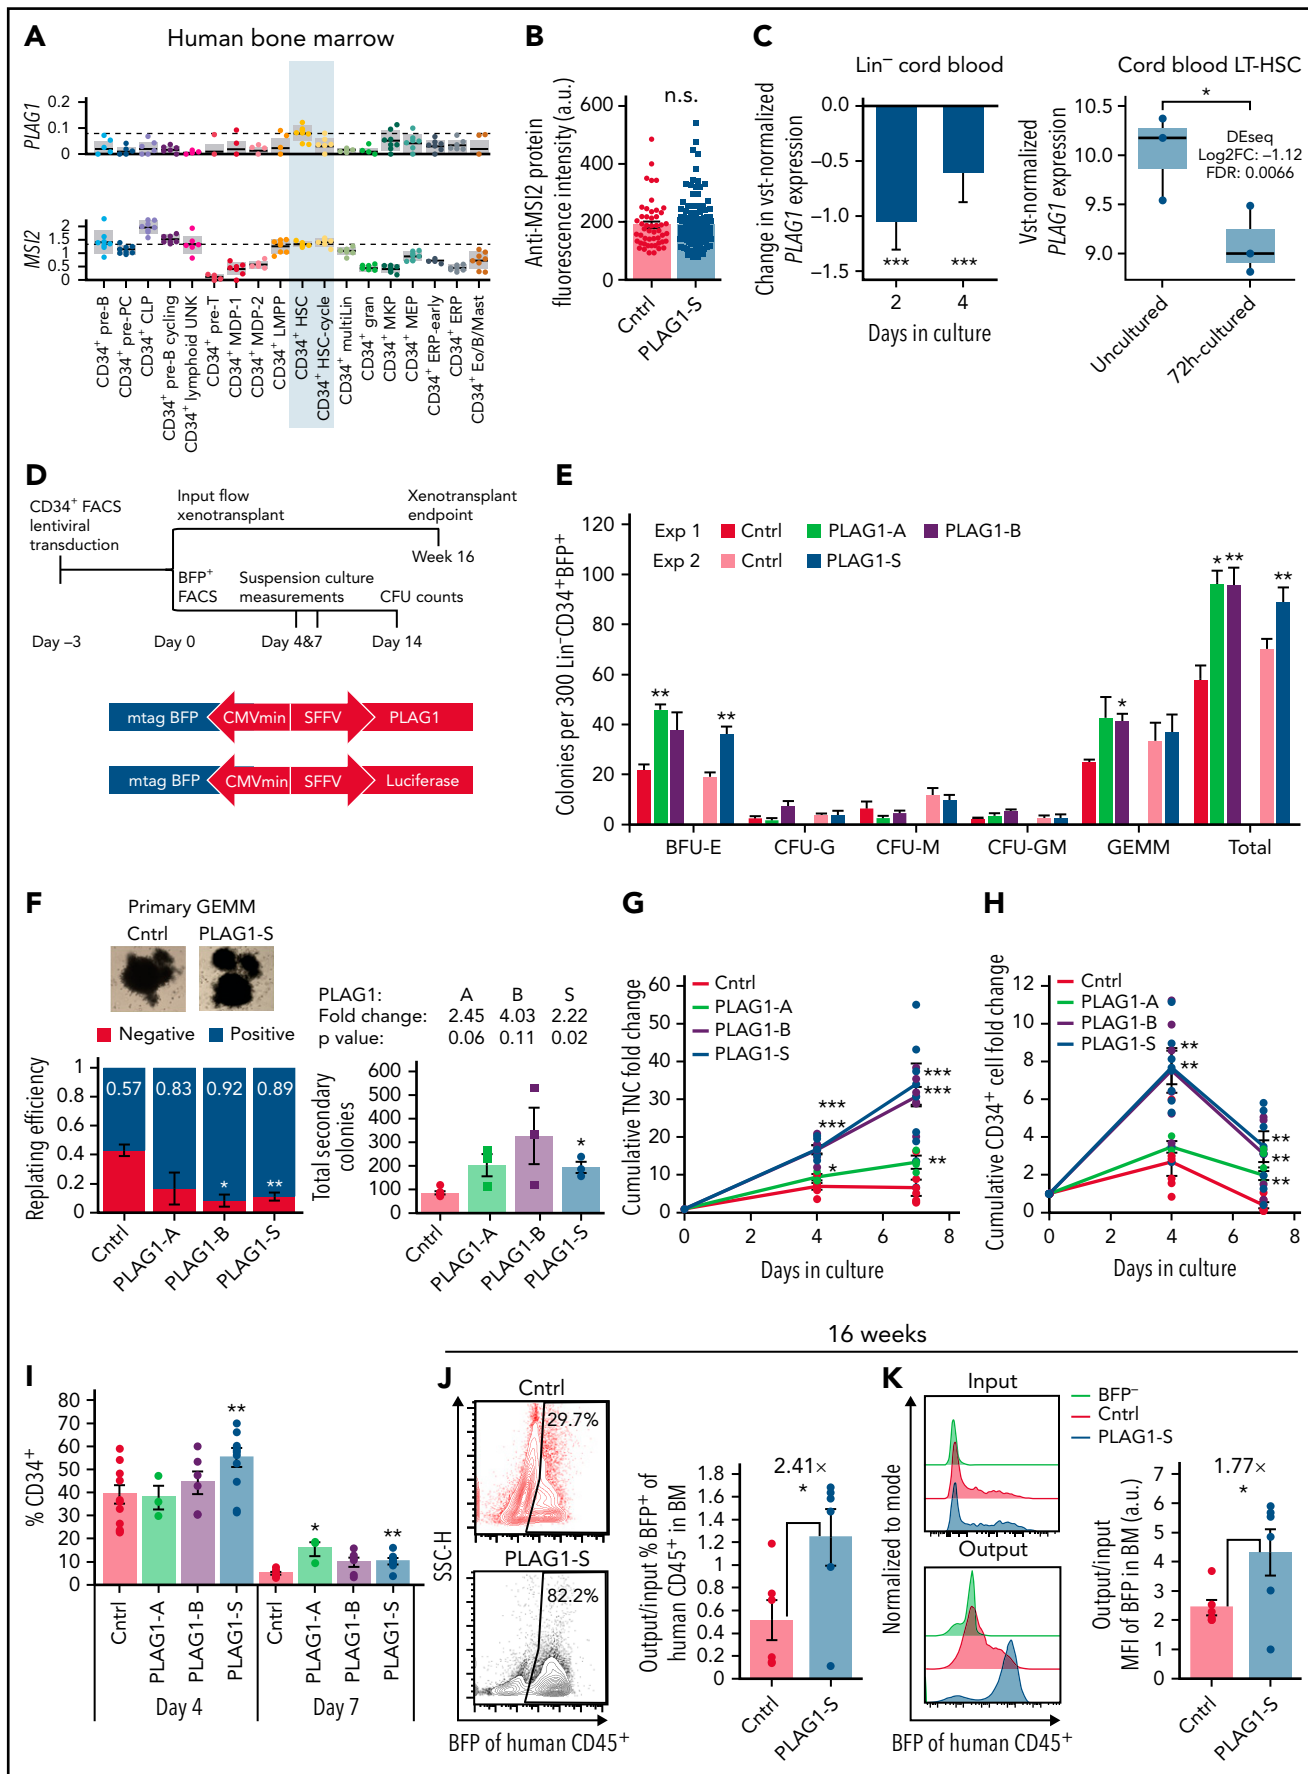 A
Human bone marrow
PLAG1
0.2
0.1
0
MSI2
2
1.5
1
0.5
0
CD34+ pre-B
CD34+ pre-PC
CD34+ CLP
CD34+ pre-B cycling
CD34+ lymphoid UNK
CD34+ pre-T
CD34+ MDP-1
CD34+ MDP-2
CD34+ LMPP
CD34+ HSC
CD34+ HSC-cycle
CD34+ multiLin
CD34+ gran
CD34+ MKP
CD34+ MEP
CD34+ ERP-early
CD34+ ERP
CD34+ Eo/B/Mast
B
Anti-MSI2 protein
fluorescence intensity (a.u.)
600
400
200
0
n.s.
Cntrl
PLAG1-S
C
Lin− cord blood
Change in vst-normalized
PLAG1 expression
0.0
−0.5
−1.0
−1.5
*** ***
2 4
Days in culture
Cord blood LT-HSC
Vst-normalized
PLAG1 expression
10.5
10.0
9.5
9.0
*
DEseq
Log2FC: −1.12
FDR: 0.0066
Uncultured
72h-cultured
D
CD34+ FACS
lentiviral
transduction
Input flow
xenotransplant
Xenotransplant
endpoint
Week 16
BFP+
FACS
Suspension culture
measurements
CFU counts
Day −3 Day 0 Day 4&7 Day 14
mtag BFP CMVmin SFFV PLAG1
mtag BFP CMVmin SFFV Luciferase
E
Colonies per 300 Lin−CD34+BFP+
120
100
80
60
40
20
0
Exp 1 Cntrl PLAG1-A PLAG1-B
Exp 2 Cntrl PLAG1-S
** ** * * ** **
BFU-E CFU-G CFU-M CFU-GM GEMM Total
F
Primary GEMM
Cntrl PLAG1-S
Negative Positive
Replating efficiency
1
0.8
0.6
0.4
0.2
0
0.57 0.83 0.92 0.89
* **
Cntrl
PLAG1-A
PLAG1-B
PLAG1-S
PLAG1: A B S
Fold change: 2.45 4.03 2.22
p value: 0.06 0.11 0.02
Total secondary
colonies
600
500
400
300
200
100
0
*
Cntrl
PLAG1-A
PLAG1-B
PLAG1-S
G
Cumulative TNC fold change
60
50
40
30
20
10
0
Cntrl
PLAG1-A
PLAG1-B
PLAG1-S
***
***
*
***
***
**
0 2 4 6 8
Days in culture
H
Cumulative CD34+ cell fold change
12
10
8
6
4
2
0
Cntrl
PLAG1-A
PLAG1-B
PLAG1-S
**
**
**
**
**
0 2 4 6 8
Days in culture
16 weeks
I
% CD34+
80
70
60
50
40
30
20
10
0
** * **
Cntrl
PLAG1-A
PLAG1-B
PLAG1-S
Cntrl
PLAG1-A
PLAG1-B
PLAG1-S
Day 4 Day 7
J
Cntrl
29.7%
PLAG1-S
82.2%
SSC-H
BFP of human CD45+
Output/input % BFP+ of
human CD45+ in BM
1.8
1.6
1.4
1.2
1
0.8
0.6
0.4
0.2
0
2.41×
*
Cntrl
PLAG1-S
K
Input
Output
Normalized to mode
BFP of human CD45+
BFP−
Cntrl
PLAG1-S
Output/input
MFI of BFP in BM (a.u.)
7
6
5
4
3
2
1
0
1.77×
*
Cntrl
PLAG1-S